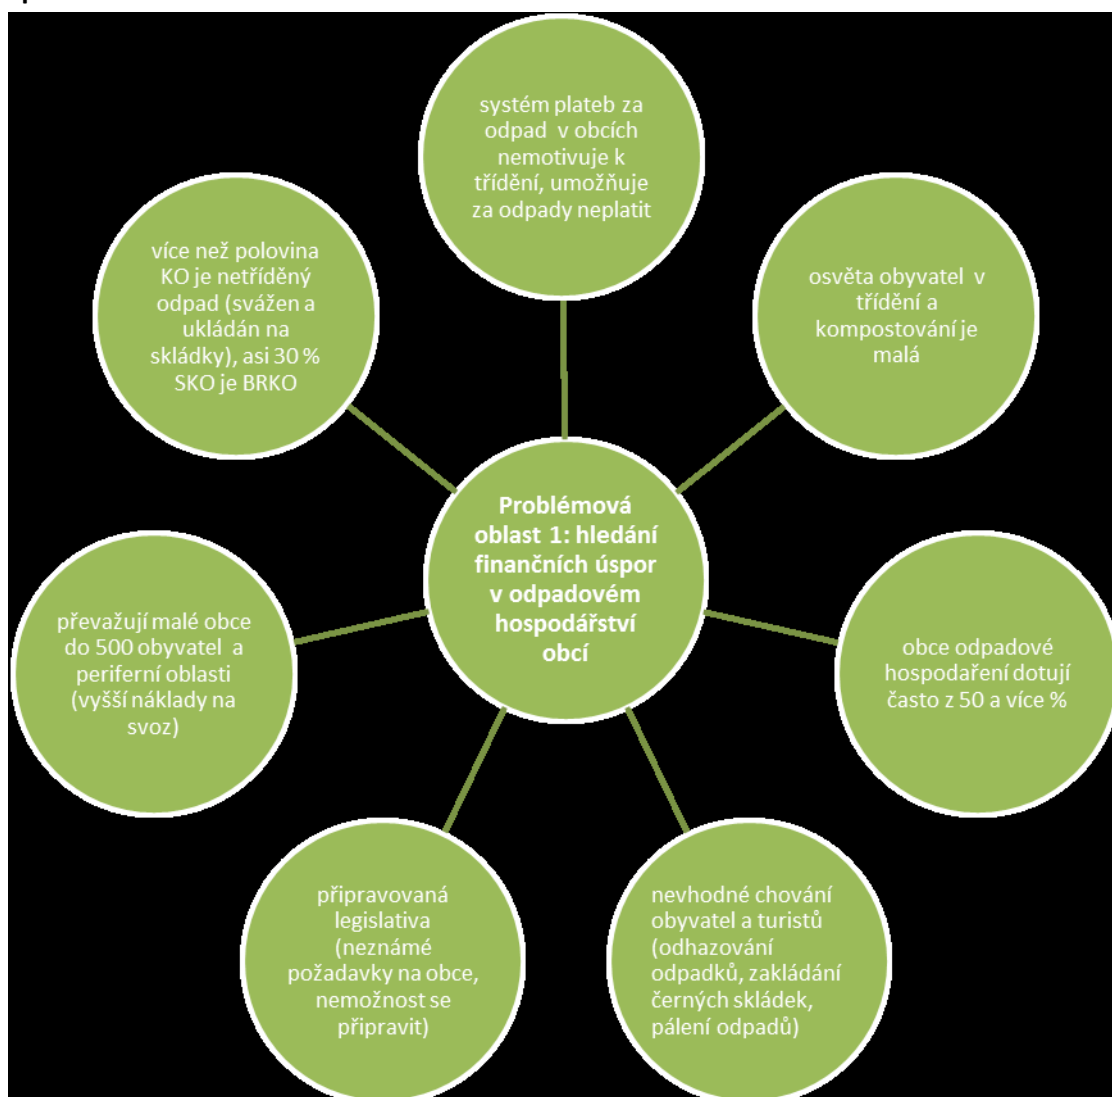 systém plateb za
odpad v obcích
nemotivuje k
třídění, umožňuje
za odpady neplatit
osvěta obyvatel v
třídění a
kompostování je
malá
obce odpadové
hospodaření dotují
často z 50 a více %
nevhodné chování
obyvatel a turistů
(odhazování
odpadků, zakládání
černých skládek,
pálení odpadů)
připravovaná
legislativa
(neznámé
požadavky na obce,
nemožnost se
připravit)
převažují malé obce
do 500 obyvatel a
periferní oblasti
(vyšší náklady na
svoz)
více než polovina
KO je netříděný
odpad (svážen a
ukládán na
skládky), asi 30 %
SKO je BRKO
Problémová
oblast 1: hledání
finančních úspor
v odpadovém
hospodářství
obcí